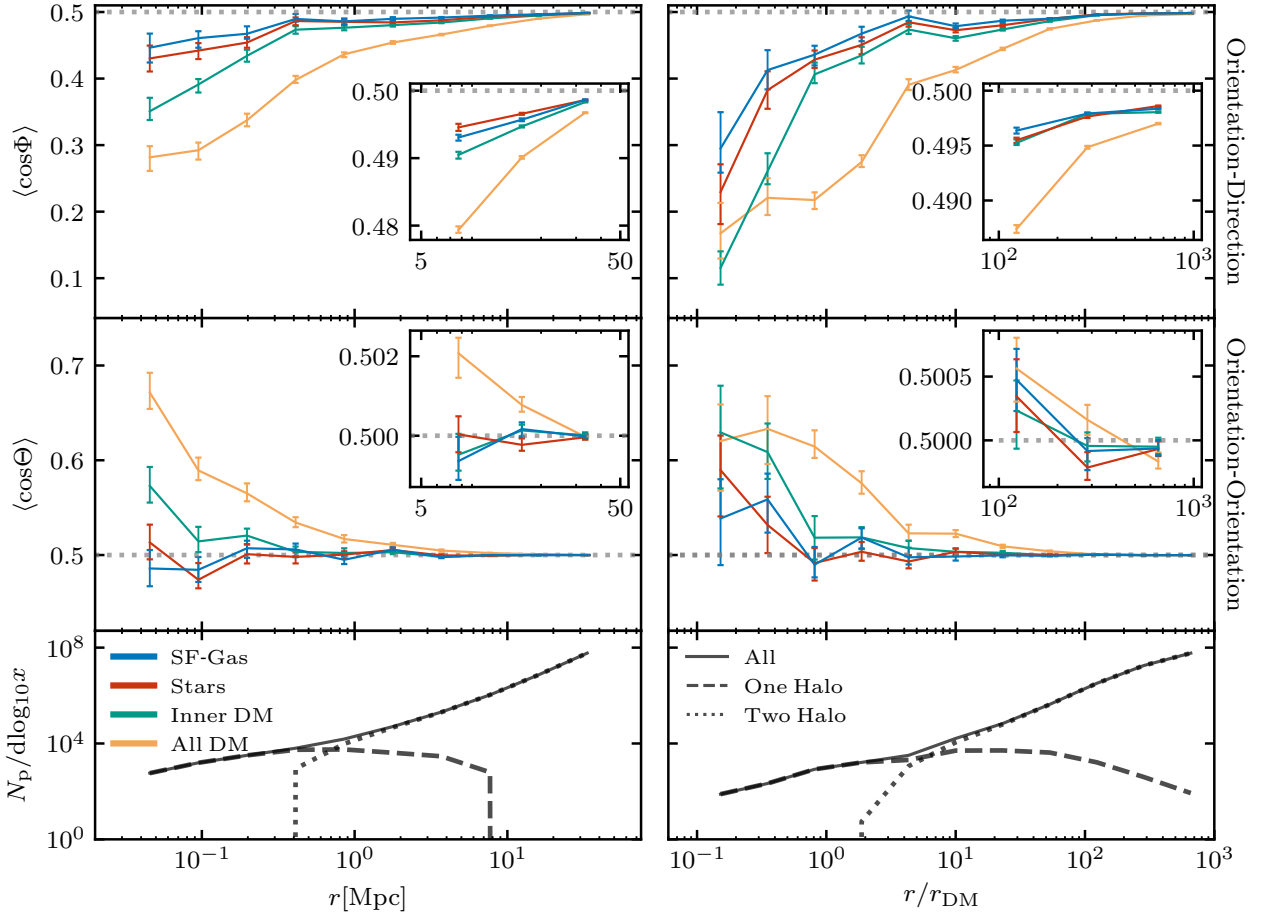 0.5
0.4
0.3
0.2
0.1
⟨cosΦ⟩
0.50
0.49
0.48
5
50
0.500
0.495
0.490
10²
10³
Orientation-Direction
0.7
0.6
0.5
⟨cosΘ⟩
0.502
0.500
5
50
0.5005
0.5000
10²
10³
Orientation-Orientation
10⁸
10⁴
10⁰
Nₚ/dlog₁₀x
SF-Gas
Stars
Inner DM
All DM
All
One Halo
Two Halo
10⁻¹
10⁰
10¹
r[Mpc]
10⁻¹
10⁰
10¹
10²
10³
r/r_DM